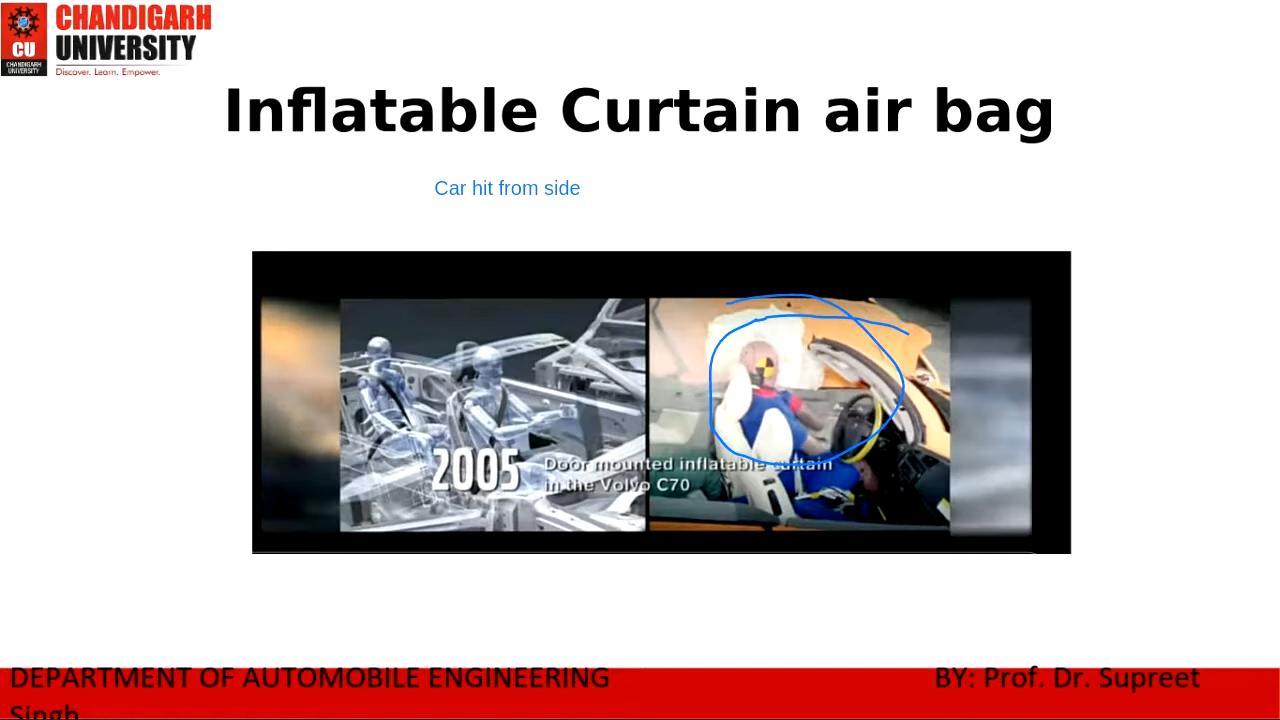 CHANDIGARH
UNIVERSITY
Discover. Learn. Empower.
CU
CHANDIGARH
UNIVERSITY
Inflatable Curtain air bag
Car hit from side
2005
Door mounted inflatable curtain
in the Volvo C70
DEPARTMENT OF AUTOMOBILE ENGINEERING BY: Prof. Dr. Supreet
Singh